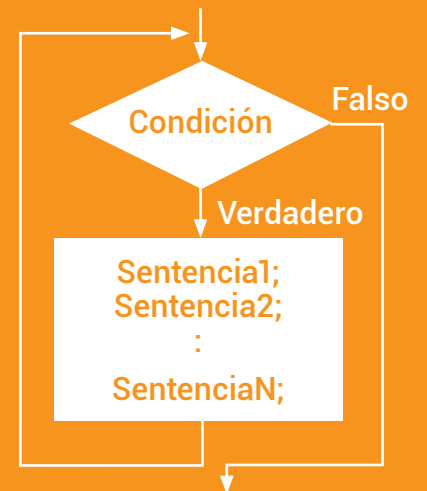 Falso
Condición
Verdadero
Sentencia1;
Sentencia2;
:
SentenciaN;